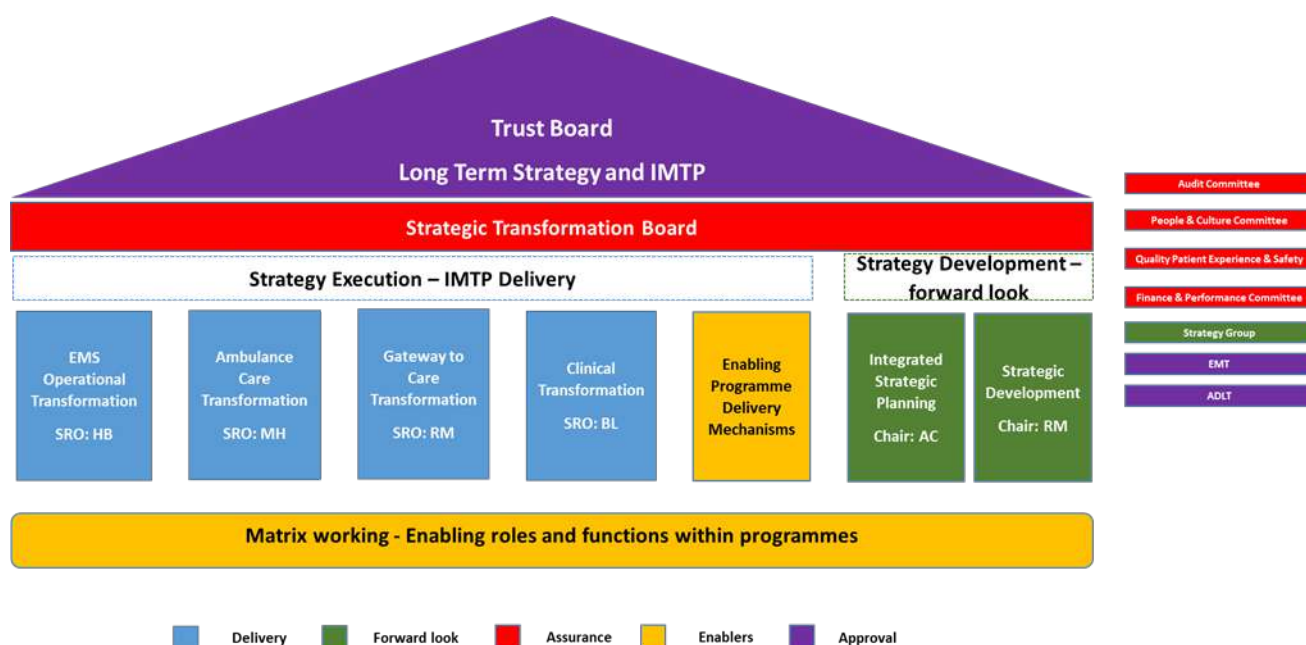 Trust Board
Long Term Strategy and IMTP
Strategic Transformation Board
Strategy Execution – IMTP Delivery
Strategy Development –
forward look
EMS
Operational
Transformation
SRO: HB
Ambulance
Care
Transformation
SRO: MH
Gateway to
Care
Transformation
SRO: RM
Clinical
Transformation
SRO: BL
Enabling
Programme
Delivery
Mechanisms
Integrated
Strategic
Planning
Chair: AC
Strategic
Development
Chair: RM
Matrix working - Enabling roles and functions within programmes
Audit Committee
People & Culture Committee
Quality Patient Experience & Safety
Finance & Performance Committee
Strategy Group
EMT
ADLT
Delivery
Forward look
Assurance
Enablers
Approval